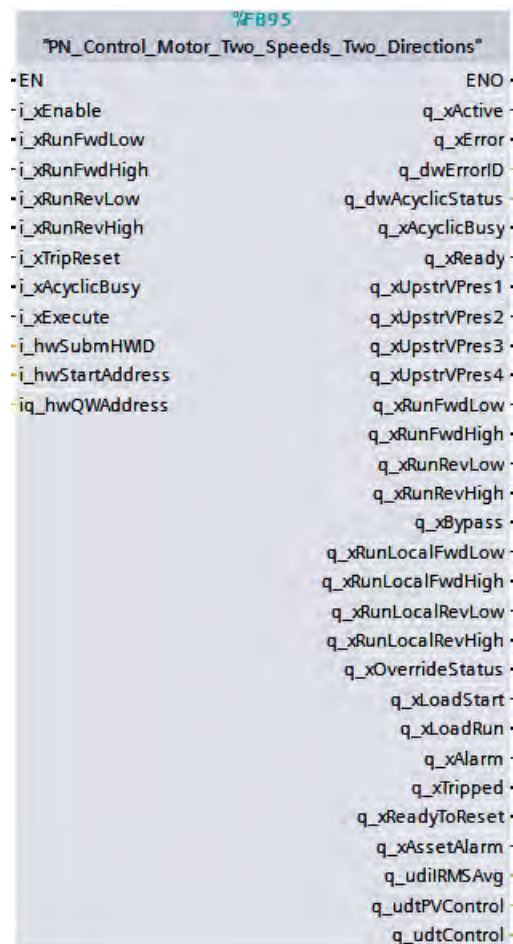 %FB95
"PN_Control_Motor_Two_Speeds_Two_Directions"
EN ENO
i_xEnable q_xActive
i_xRunFwdLow q_xError
i_xRunFwdHigh q_dwErrorID
i_xRunRevLow q_dwAcyclicStatus
i_xRunRevHigh q_xAcyclicBusy
i_xTripReset q_xReady
i_xAcyclicBusy q_xUpstrVPres1
i_xExecute q_xUpstrVPres2
i_hwSubmHWID q_xUpstrVPres3
i_hwStartAddress q_xUpstrVPres4
iq_hwQWAddress q_xRunFwdLow
q_xRunFwdHigh
q_xRunRevLow
q_xRunRevHigh
q_xBypass
q_xRunLocalFwdLow
q_xRunLocalFwdHigh
q_xRunLocalRevLow
q_xRunLocalRevHigh
q_xOverrideStatus
q_xLoadStart
q_xLoadRun
q_xAlarm
q_xTripped
q_xReadyToReset
q_xAssetAlarm
q_udiIRMSAvg
q_udtPVControl
q_udtControl